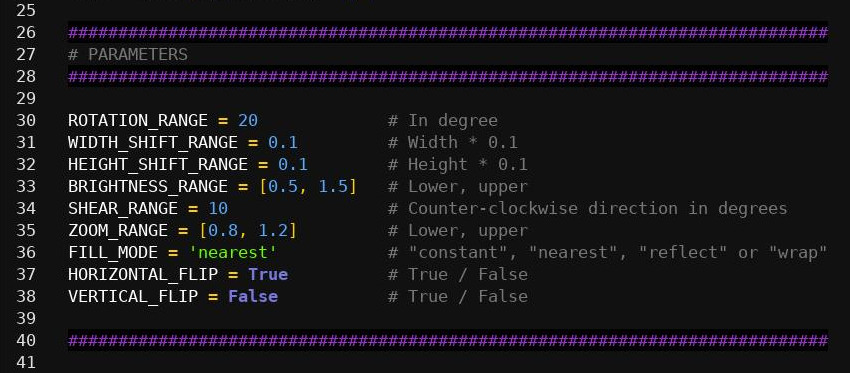 25
26 ############################################################################
27 # PARAMETERS
28 ############################################################################
29
30 ROTATION_RANGE = 20             # In degree
31 WIDTH_SHIFT_RANGE = 0.1         # Width * 0.1
32 HEIGHT_SHIFT_RANGE = 0.1        # Height * 0.1
33 BRIGHTNESS_RANGE = [0.5, 1.5]   # Lower, upper
34 SHEAR_RANGE = 10                # Counter-clockwise direction in degrees
35 ZOOM_RANGE = [0.8, 1.2]         # Lower, upper
36 FILL_MODE = 'nearest'           # "constant", "nearest", "reflect" or "wrap"
37 HORIZONTAL_FLIP = True          # True / False
38 VERTICAL_FLIP = False           # True / False
39
40 ############################################################################
41